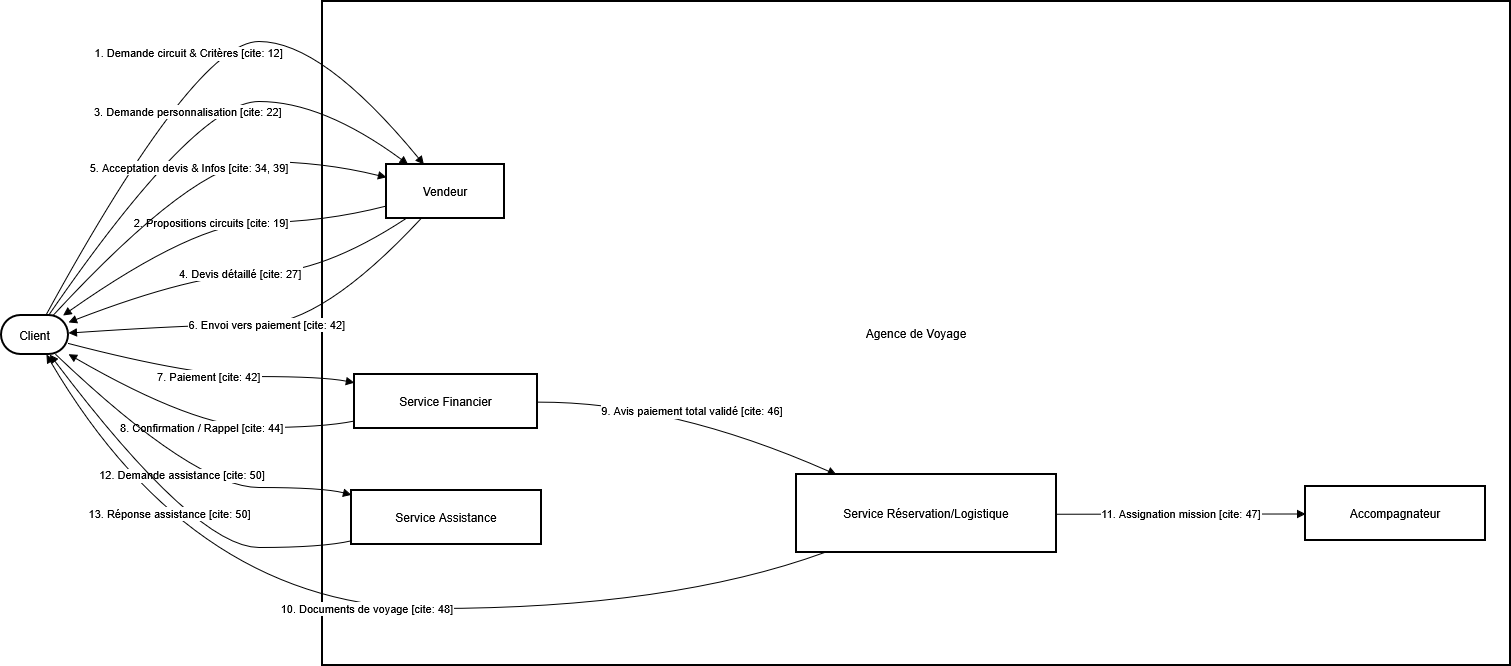 1. Demande circuit & Critères [cite: 12]
3. Demande personnalisation [cite: 22]
5. Acceptation devis & Infos [cite: 34, 39]
Vendeur
2. Propositions circuits [cite: 19]
4. Devis détaillé [cite: 27]
6. Envoi vers paiement [cite: 42]
Client
Agence de Voyage
7. Paiement [cite: 42]
Service Financier
9. Avis paiement total validé [cite: 46]
8. Confirmation / Rappel [cite: 44]
12. Demande assistance [cite: 50]
13. Réponse assistance [cite: 50]
Service Assistance
Service Réservation/Logistique
11. Assignation mission [cite: 47]
Accompagnateur
10. Documents de voyage [cite: 48]